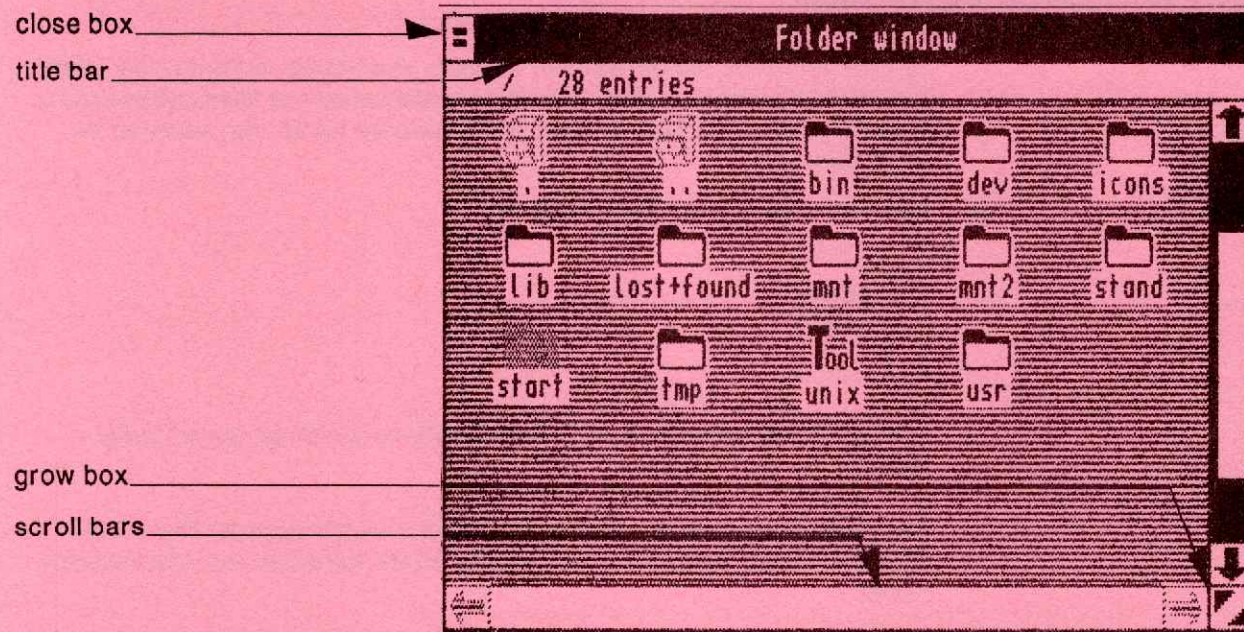 close box
Folder window
title bar
/ 28 entries
. .. bin dev icons
lib lost+found mnt mnt2 stand
Tool
start tmp unix usr
grow box
scroll bars